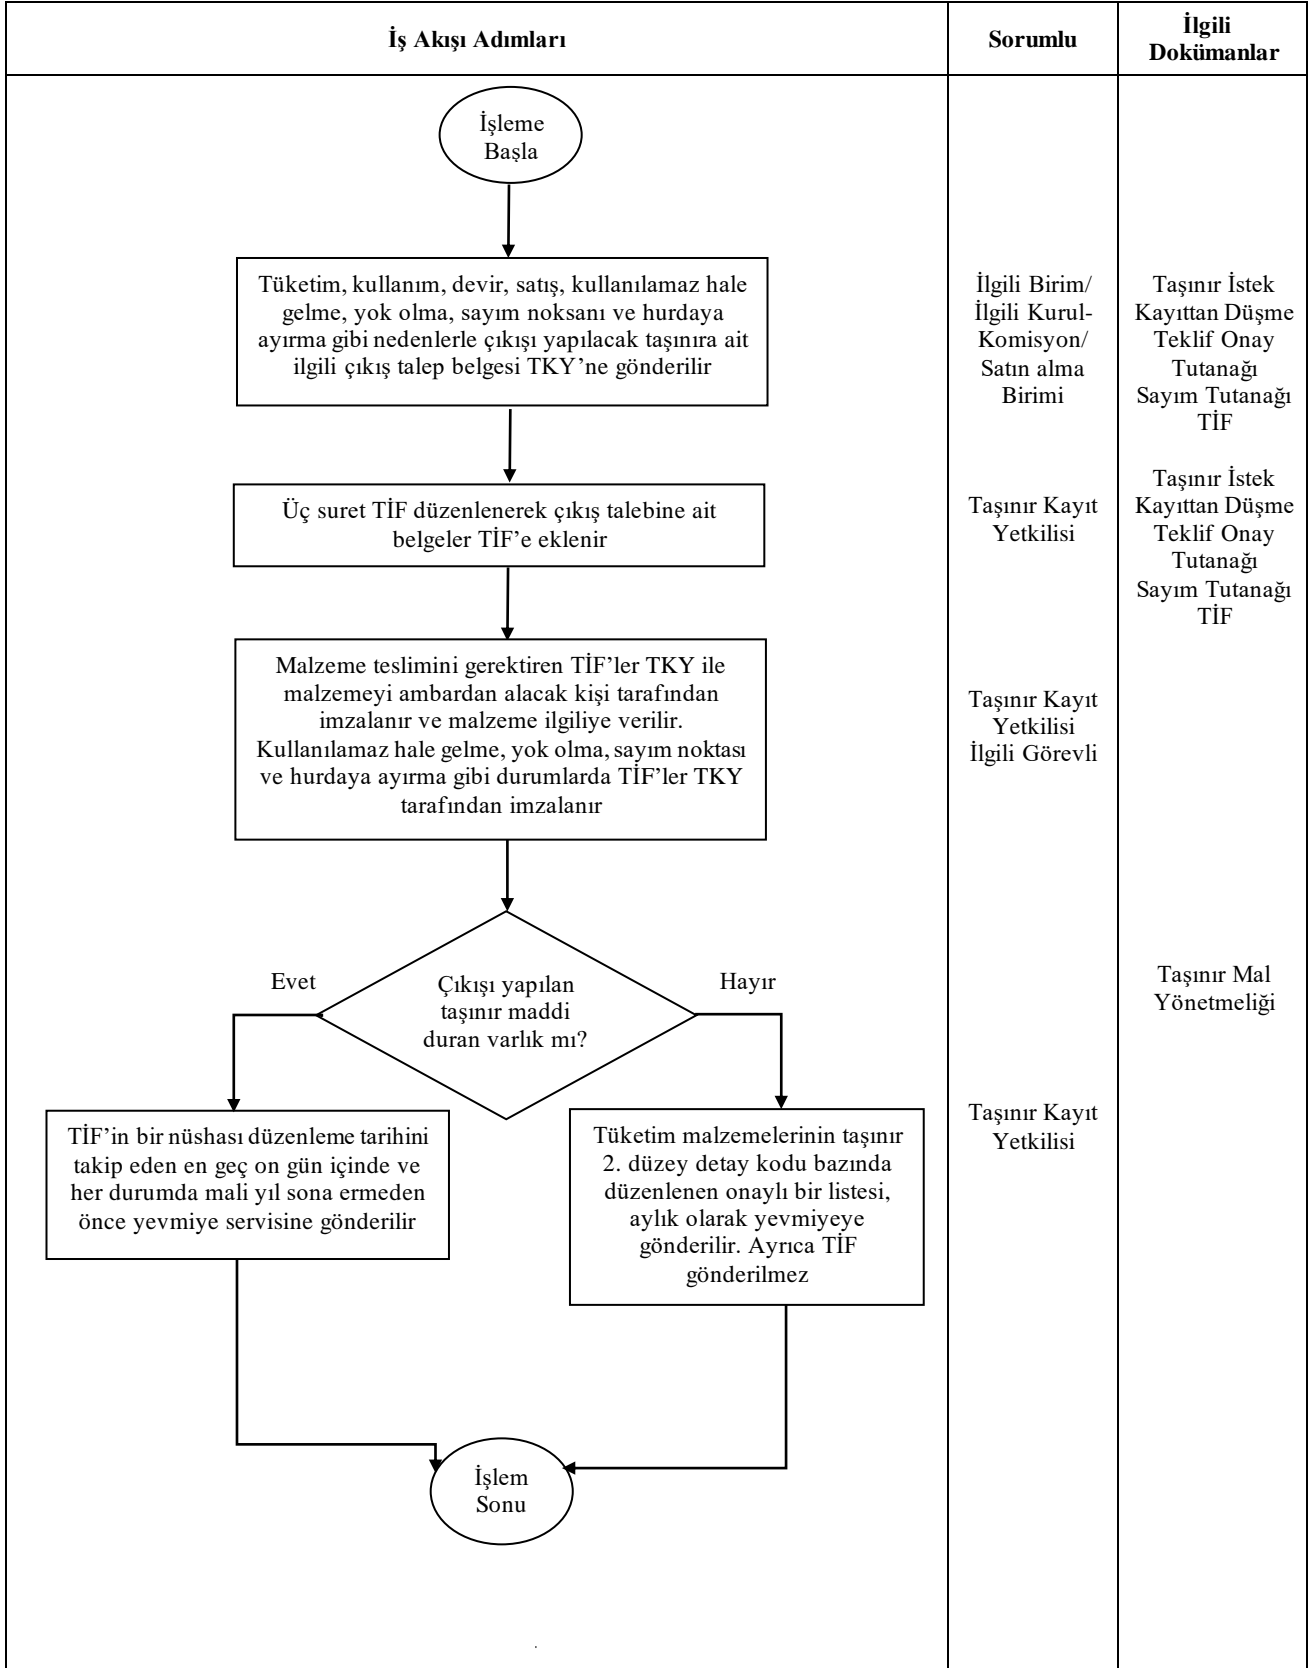 İş Akışı Adımları
Sorumlu
İlgili
Dokümanlar
İşleme
Başla
Tüketim, kullanım, devir, satış, kullanılamaz hale
gelme, yok olma, sayım noksanı ve hurdaya
ayırma gibi nedenlerle çıkışı yapılacak taşınıra ait
ilgili çıkış talep belgesi TKY’ne gönderilir
İlgili Birim/
İlgili Kurul-
Komisyon/
Satın alma
Birimi
Taşınır İstek
Kayıttan Düşme
Teklif Onay
Tutanağı
Sayım Tutanağı
TİF
Üç suret TİF düzenlenerek çıkış talebine ait
belgeler TİF’e eklenir
Taşınır Kayıt
Yetkilisi
Taşınır İstek
Kayıttan Düşme
Teklif Onay
Tutanağı
Sayım Tutanağı
TİF
Malzeme teslimini gerektiren TİF’ler TKY ile
malzemeyi ambardan alacak kişi tarafından
imzalanır ve malzeme ilgiliye verilir.
Kullanılamaz hale gelme, yok olma, sayım noktası
ve hurdaya ayırma gibi durumlarda TİF’ler TKY
tarafından imzalanır
Taşınır Kayıt
Yetkilisi
İlgili Görevli
Evet
Çıkışı yapılan
taşınır maddi
duran varlık mı?
Hayır
Taşınır Mal
Yönetmeliği
TİF’in bir nüshası düzenleme tarihini
takip eden en geç on gün içinde ve
her durumda mali yıl sona ermeden
önce yevmiye servisine gönderilir
Tüketim malzemelerinin taşınır
2. düzey detay kodu bazında
düzenlenen onaylı bir listesi,
aylık olarak yevmiyeye
gönderilir. Ayrıca TİF
gönderilmez
Taşınır Kayıt
Yetkilisi
İşlem
Sonu